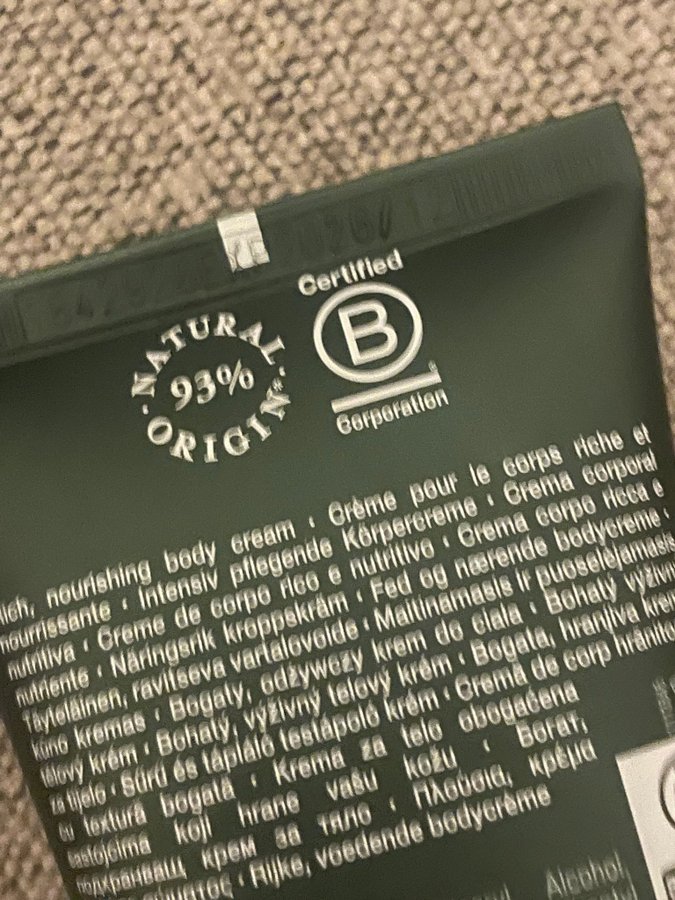 Certified
B
Corporation
· NATURAL ·
93%
ORIGIN*
nourishing body cream · Crème pour le corps riche et
nourrissante · Intensiv pflegende Körpercreme · Crema corporal
nutritiva · Creme de corpo rico e nutritivo · Crema corpo ricca e
nutriente · Näringsrik kroppskräm · Fed og nærende bodycreme ·
Täyteläinen, ravitseva vartalovoide · Maitinamasis ir puoselėjamasis
kūno kremas · Bogaty, odżywczy krem do ciała · Bohatý výživný
tělový krém · Bohatý, výživný telový krém · Bogata, hranljiva krema
za tijelo · Sűrű és tápláló testápoló krém · Cremă de corp
cu textură bogată · Krema za telo obogaćena
sastojcima koji hrane vašu kožu · Богат,
подхранващ крем за тяло · Πλούσια, κρέμα
σώματος · Rijke, voedende bodycrème
Alcohol